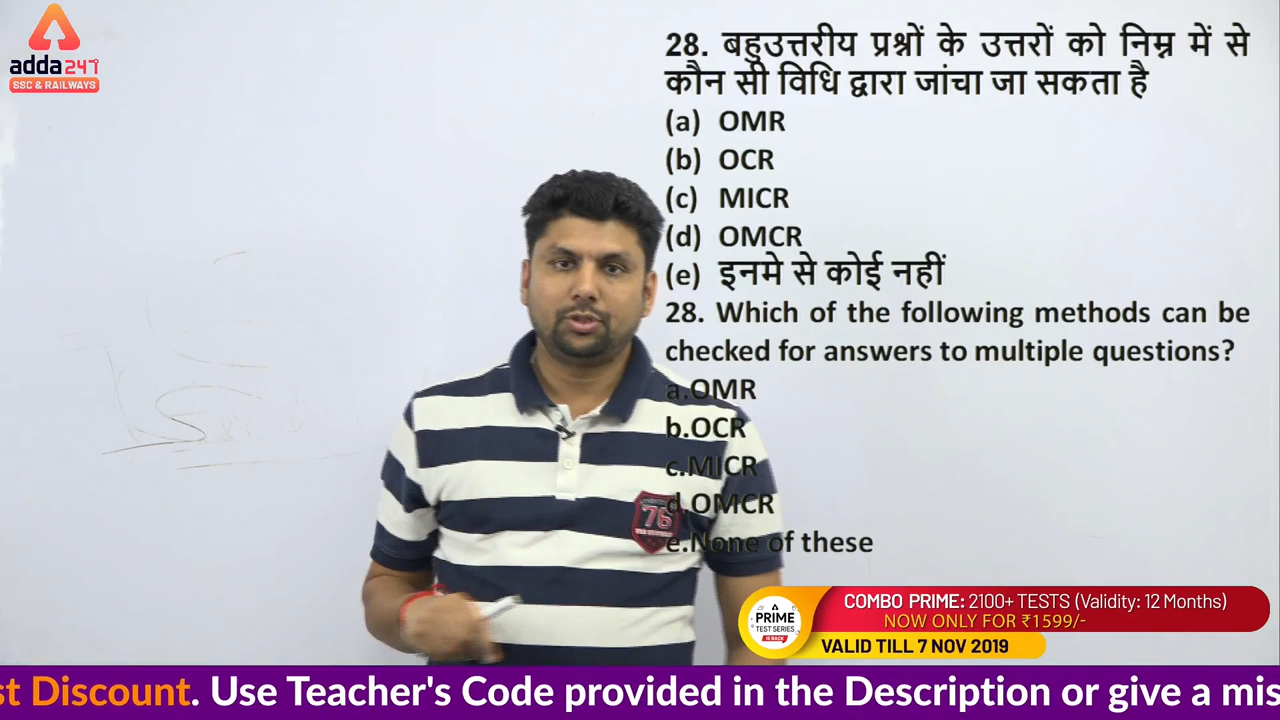 adda247
SSC & RAILWAYS
28. बहुउत्तरीय प्रश्नों के उत्तरों को निम्न में से
कौन सी विधि द्वारा जांचा जा सकता है
(a) OMR
(b) OCR
(c) MICR
(d) OMCR
(e) इनमे से कोई नहीं
28. Which of the following methods can be
checked for answers to multiple questions?
a.OMR
b.OCR
c.MICR
d.OMCR
e.None of these
76
PRIME
TEST SERIES
IS BACK
COMBO PRIME: 2100+ TESTS (Validity: 12 Months)
NOW ONLY FOR ₹1599/-
VALID TILL 7 NOV 2019
st Discount. Use Teacher's Code provided in the Description or give a mis